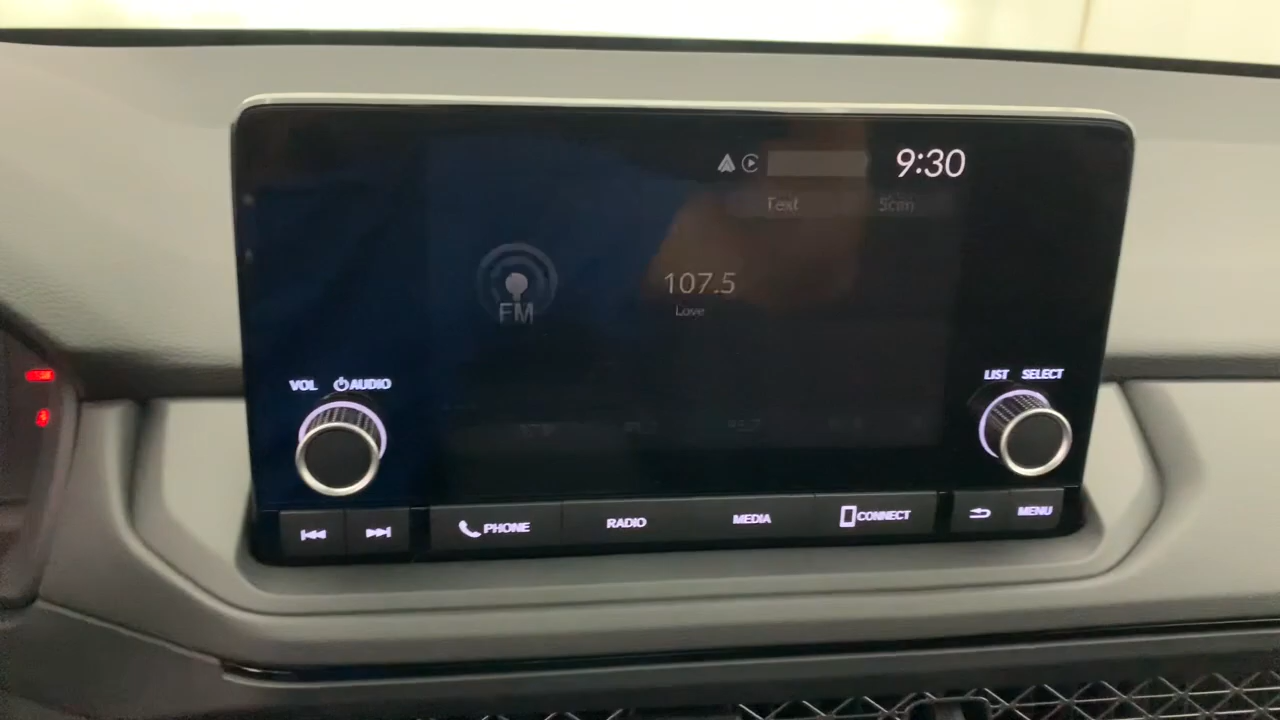 9:30
Text Scan
FM
107.5
Love
VOL AUDIO
LIST SELECT
PHONE RADIO MEDIA CONNECT MENU